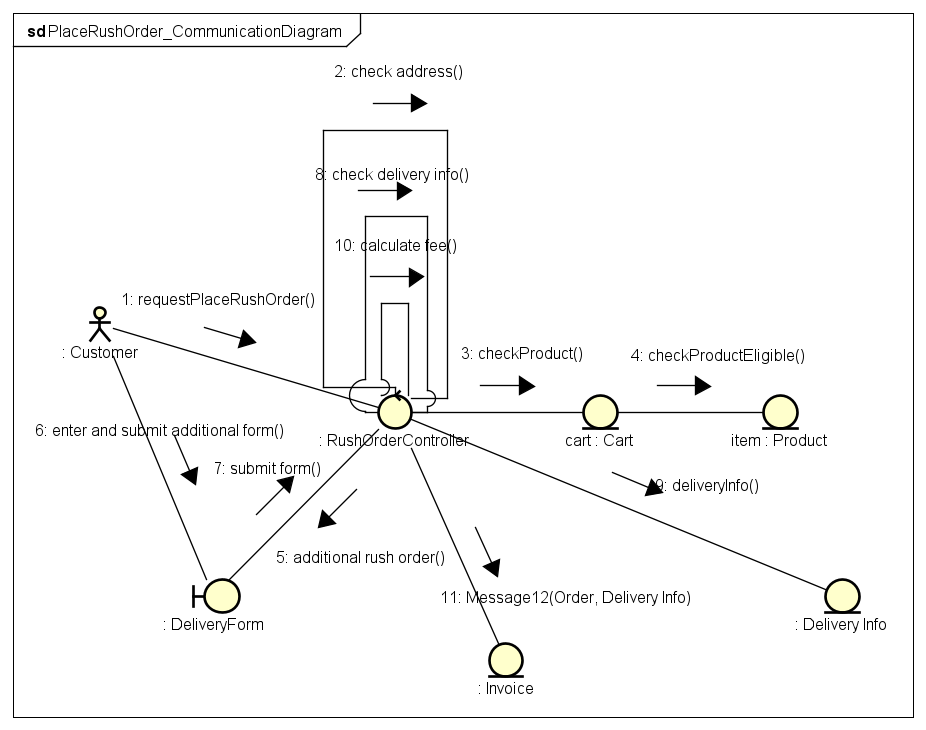 sd PlaceRushOrder_CommunicationDiagram
2: check address()
8: check delivery info()
10: calculate fee()
1: requestPlaceRushOrder()
: Customer
3: checkProduct()
4: checkProductEligible()
6: enter and submit additional form()
: RushOrderController
cart : Cart
item : Product
7: submit form()
9: deliveryInfo()
5: additional rush order()
11: Message12(Order, Delivery Info)
: DeliveryForm
: Delivery Info
: Invoice